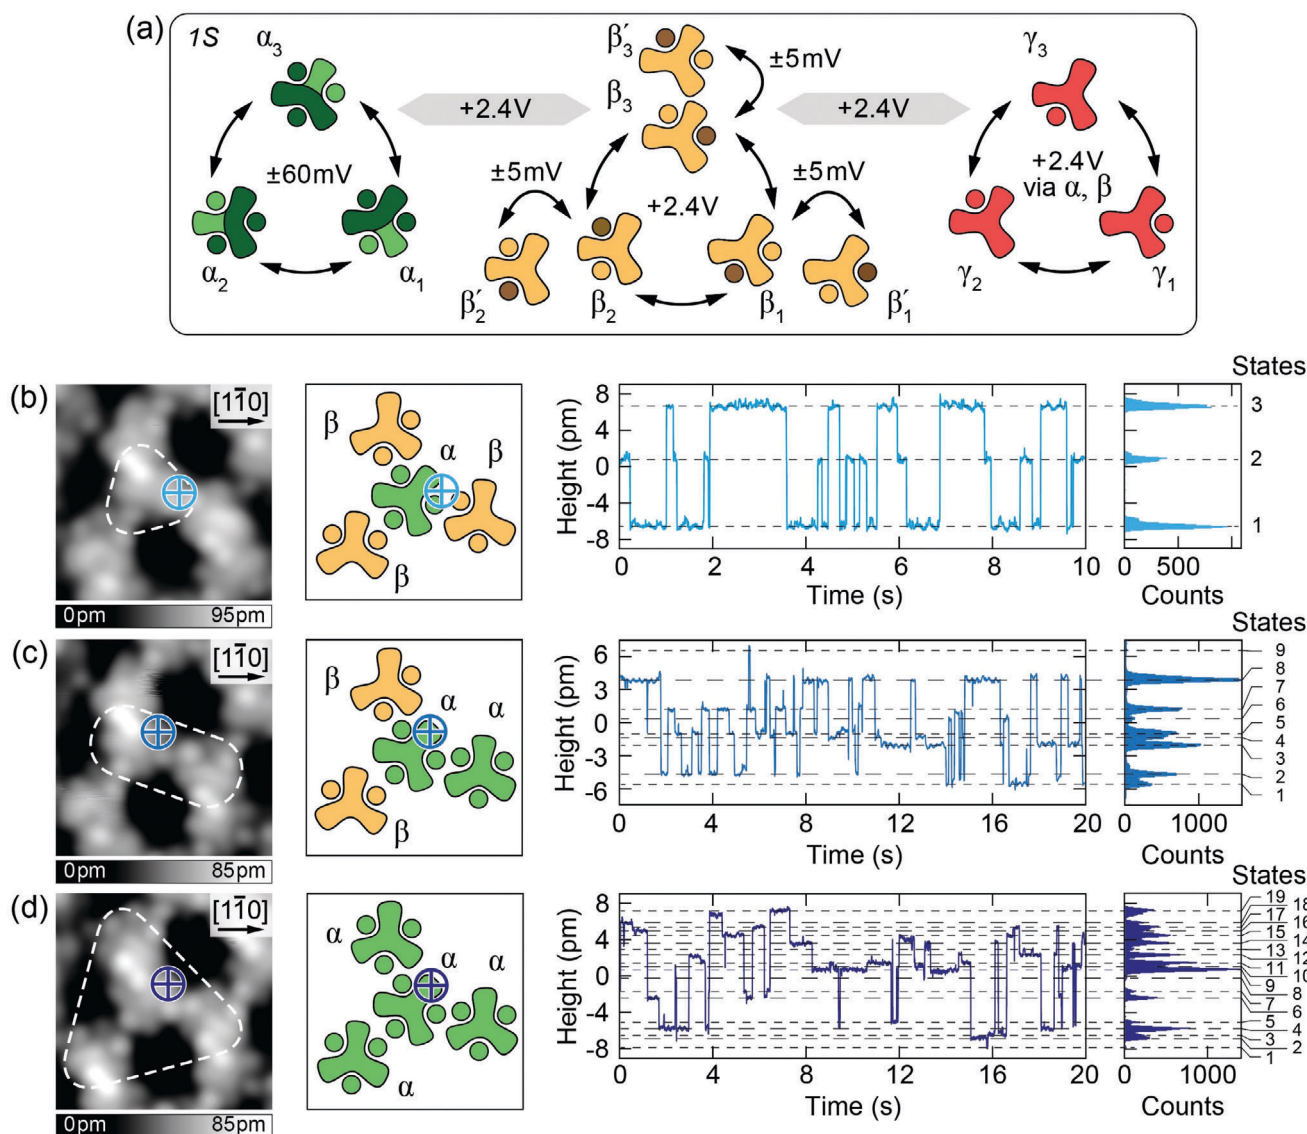 (a) 1S
α3
±60mV
α2 α1
+2.4V
β′3
±5mV
β3
±5mV ±5mV
+2.4V
β′2 β2 β1 β′1
+2.4V
γ3
+2.4V
via α, β
γ2 γ1
(b) [11̄0]
0pm 95pm
β α β
β
Height (pm)
8
4
0
-4
-8
0 2 4 6 8 10
Time (s)
States
3
2
1
0 500
Counts
(c) [11̄0]
0pm 85pm
β α α
β
Height (pm)
6
3
0
-3
-6
0 4 8 12 16 20
Time (s)
States
9
8
7
6
5
4
3
2
1
0 1000
Counts
(d) [11̄0]
0pm 85pm
α α α
α
Height (pm)
8
4
0
-4
-8
0 4 8 12 16 20
Time (s)
States
19 18
17 16
15 14
13 12
11 10
9 8
7 6
5 4
3 2
1
0 1000
Counts